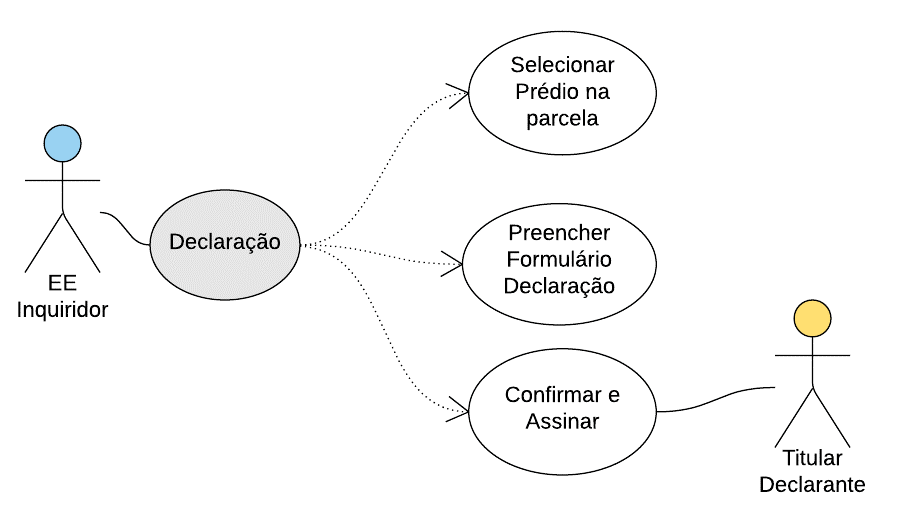 Selecionar
Prédio na
parcela
Declaração
EE
Inquiridor
Preencher
Formulário
Declaração
Confirmar e
Assinar
Titular
Declarante